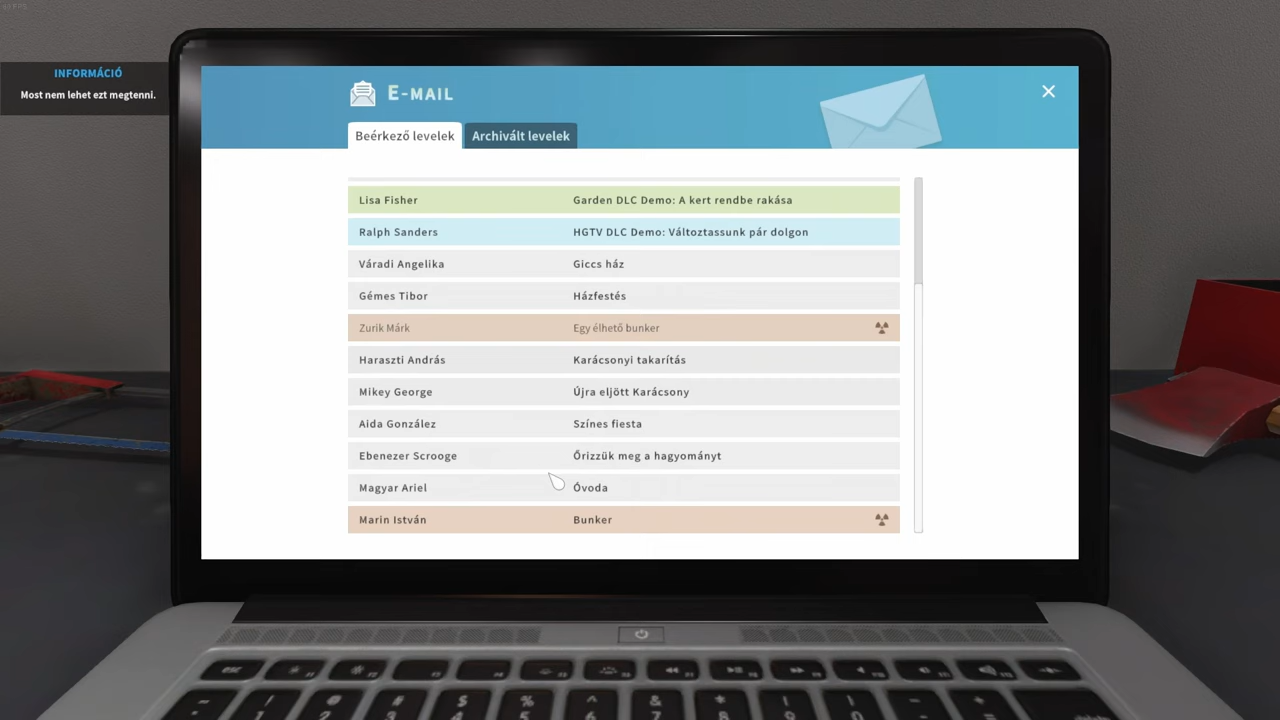 INFORMÁCIÓ
Most nem lehet ezt megtenni.
E-MAIL
Beérkező levelek
Archivált levelek
Lisa Fisher Garden DLC Demo: A kert rendbe rakása
Ralph Sanders HGTV DLC Demo: Változtassunk pár dolgon
Váradi Angelika Giccs ház
Gémes Tibor Házfestés
Zurik Márk Egy élhető bunker
Haraszti András Karácsonyi takarítás
Mikey George Újra eljött Karácsony
Aida González Színes fiesta
Ebenezer Scrooge Őrizzük meg a hagyományt
Magyar Ariel Óvoda
Marin István Bunker
esc